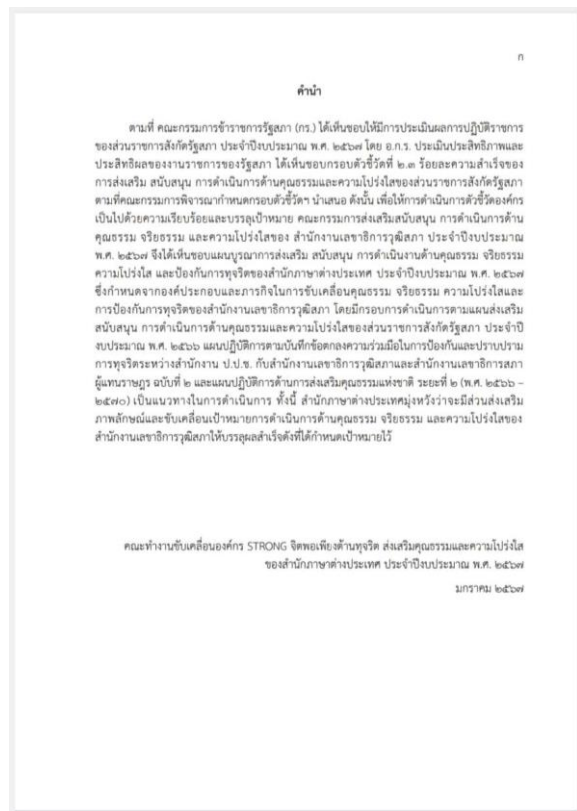 ก
คำนำ
ตามที่ คณะกรรมการข้าราชการรัฐสภา (กร.) ได้เห็นชอบให้มีการประเมินผลการปฏิบัติราชการ
ของส่วนราชการสังกัดรัฐสภา ประจำปีงบประมาณ พ.ศ. ๒๕๖๗ โดย อ.ก.ร. ประเมินประสิทธิภาพและ
ประสิทธิผลของงานราชการของรัฐสภา ได้เห็นชอบกรอบตัวชี้วัดที่ ๒.๓ ร้อยละความสำเร็จของ
การส่งเสริม สนับสนุน การดำเนินการด้านคุณธรรมและความโปร่งใสของส่วนราชการสังกัดรัฐสภา
ตามที่คณะกรรมการพิจารณากำหนดกรอบตัวชี้วัดฯ นำเสนอ ดังนั้น เพื่อให้การดำเนินการตัวชี้วัดองค์กร
เป็นไปด้วยความเรียบร้อยและบรรลุเป้าหมาย คณะกรรมการส่งเสริมสนับสนุน การดำเนินการด้าน
คุณธรรม จริยธรรม และความโปร่งใสของ สำนักงานเลขาธิการวุฒิสภา ประจำปีงบประมาณ
พ.ศ. ๒๕๖๗ จึงได้เห็นชอบแผนบูรณาการส่งเสริม สนับสนุน การดำเนินงานด้านคุณธรรม จริยธรรม
ความโปร่งใส และป้องกันการทุจริตของสำนักภาษาต่างประเทศ ประจำปีงบประมาณ พ.ศ. ๒๕๖๗
ซึ่งกำหนดจากองค์ประกอบและภารกิจในการขับเคลื่อนคุณธรรม จริยธรรม ความโปร่งใสและ
การป้องกันการทุจริตของสำนักงานเลขาธิการวุฒิสภา โดยมีกรอบการดำเนินการตามแผนส่งเสริม
สนับสนุน การดำเนินการด้านคุณธรรมและความโปร่งใสของส่วนราชการสังกัดรัฐสภา ประจำปี
งบประมาณ พ.ศ. ๒๕๖๖ แผนปฏิบัติการตามบันทึกข้อตกลงความร่วมมือในการป้องกันและปราบปราม
การทุจริตระหว่างสำนักงาน ป.ป.ช. กับสำนักงานเลขาธิการวุฒิสภาและสำนักงานเลขาธิการสภา
ผู้แทนราษฎร ฉบับที่ ๒ และแผนปฏิบัติการด้านการส่งเสริมคุณธรรมแห่งชาติ ระยะที่ ๒ (พ.ศ. ๒๕๖๖ –
๒๕๗๐) เป็นแนวทางในการดำเนินการ ทั้งนี้ สำนักภาษาต่างประเทศมุ่งหวังว่าจะมีส่วนส่งเสริม
ภาพลักษณ์และขับเคลื่อนเป้าหมายการดำเนินการด้านคุณธรรม จริยธรรม และความโปร่งใสของ
สำนักงานเลขาธิการวุฒิสภาให้บรรลุผลสำเร็จดังที่ได้กำหนดเป้าหมายไว้
คณะทำงานขับเคลื่อนองค์กร STRONG จิตพอเพียงต้านทุจริต ส่งเสริมคุณธรรมและความโปร่งใส
ของสำนักภาษาต่างประเทศ ประจำปีงบประมาณ พ.ศ. ๒๕๖๗
มกราคม ๒๕๖๗